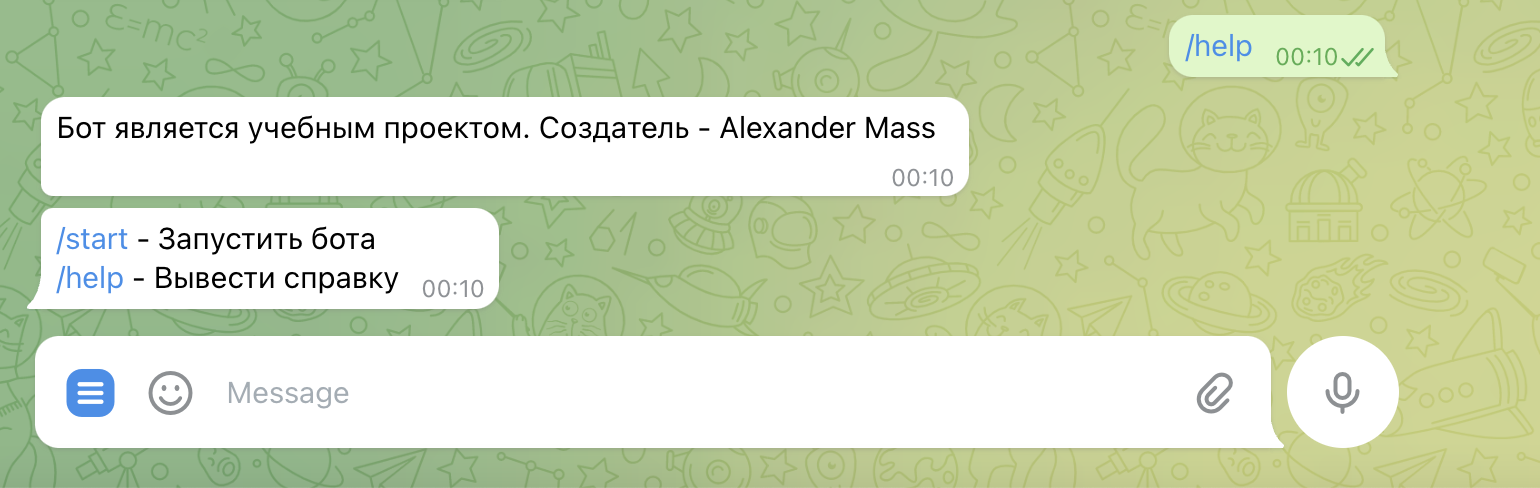 E=mc²
/help 00:10
Бот является учебным проектом. Создатель - Alexander Mass
00:10
/start - Запустить бота
/help - Вывести справку 00:10
Message